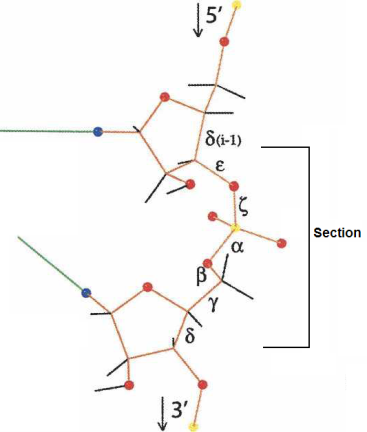 5′
δ(i-1)
ε
ζ
Section
α
β
γ
δ
3′